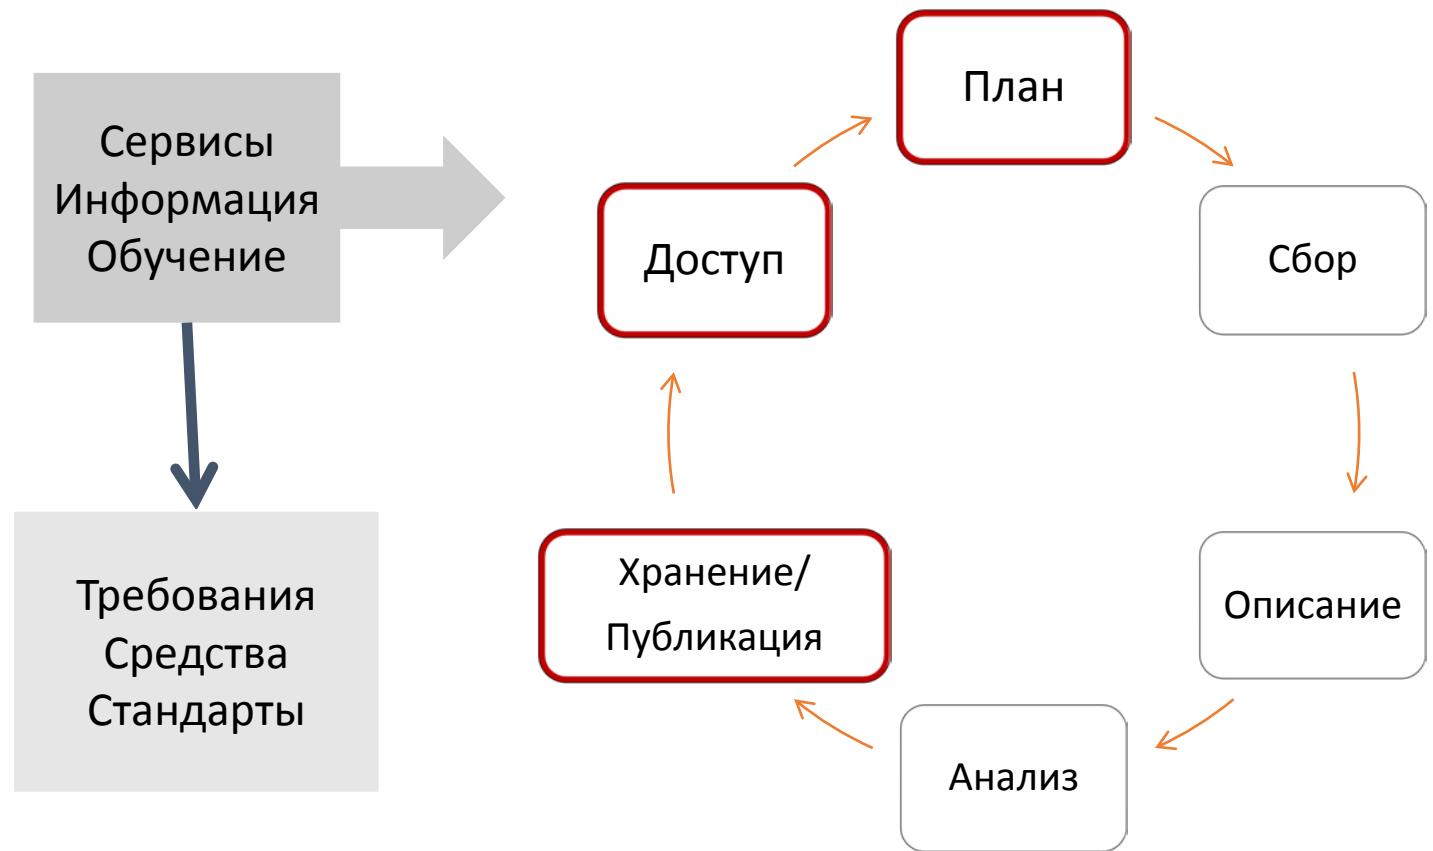 Сервисы
Информация
Обучение
Требования
Средства
Стандарты
План
Сбор
Описание
Анализ
Хранение/
Публикация
Доступ